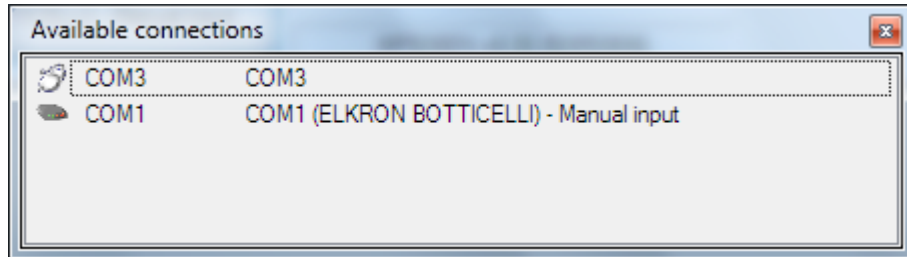 Available connections
COM3 COM3
COM1 COM1 (ELKRON BOTTICELLI) - Manual input